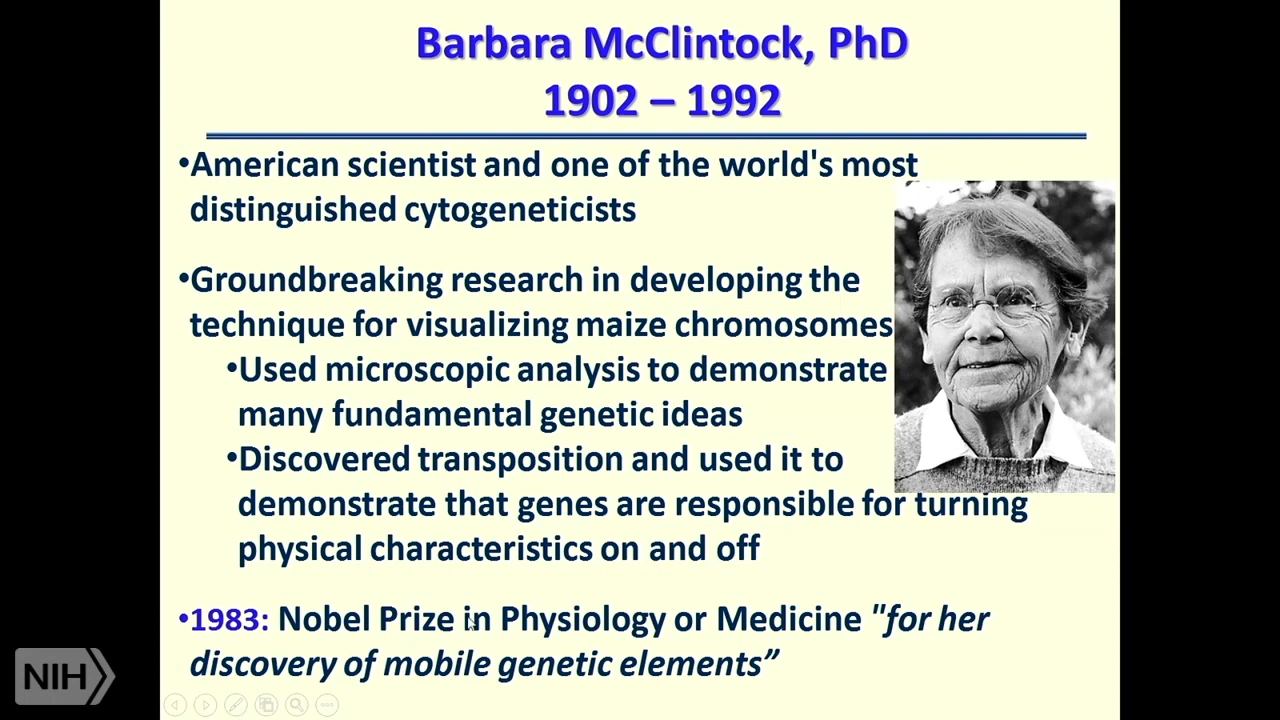 Barbara McClintock, PhD
1902 – 1992
•American scientist and one of the world's most
distinguished cytogeneticists
•Groundbreaking research in developing the
technique for visualizing maize chromosomes
•Used microscopic analysis to demonstrate
many fundamental genetic ideas
•Discovered transposition and used it to
demonstrate that genes are responsible for turning
physical characteristics on and off
•1983: Nobel Prize in Physiology or Medicine "for her
discovery of mobile genetic elements”
NIH